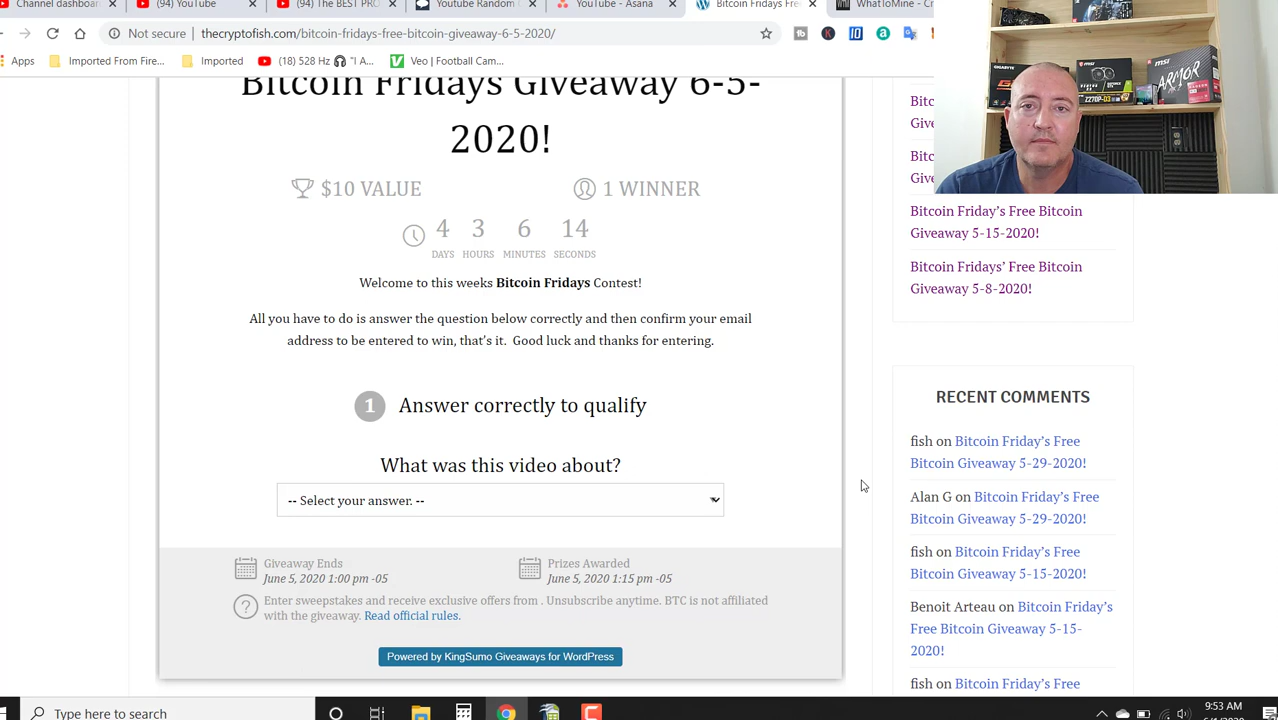 Channel dashboar
(94) YouTube
(94) The BEST PRO
Youtube Random
YouTube - Asana
Bitcoin Fridays Fre
WhatToMine - Cr
Not secure
thecryptofish.com/bitcoin-fridays-free-bitcoin-giveaway-6-5-2020/
Apps
Imported From Fire...
Imported
(18) 528 Hz
"I A...
Veo | Football Cam...
Bitcoin Fridays Giveaway 6-5-
2020!
$10 VALUE
1 WINNER
4
3
6
14
DAYS
HOURS
MINUTES
SECONDS
Welcome to this weeks Bitcoin Fridays Contest!
All you have to do is answer the question below correctly and then confirm your email
address to be entered to win, that's it. Good luck and thanks for entering.
1 Answer correctly to qualify
What was this video about?
-- Select your answer. --
Giveaway Ends
June 5, 2020 1:00 pm -05
Prizes Awarded
June 5, 2020 1:15 pm -05
? Enter sweepstakes and receive exclusive offers from . Unsubscribe anytime. BTC is not affiliated
with the giveaway. Read official rules.
Powered by KingSumo Giveaways for WordPress
Bitc
Give
Bitc
Give
Bitcoin Friday's Free Bitcoin
Giveaway 5-15-2020!
Bitcoin Fridays' Free Bitcoin
Giveaway 5-8-2020!
RECENT COMMENTS
fish on Bitcoin Friday's Free
Bitcoin Giveaway 5-29-2020!
Alan G on Bitcoin Friday's Free
Bitcoin Giveaway 5-29-2020!
fish on Bitcoin Friday's Free
Bitcoin Giveaway 5-15-2020!
Benoit Arteau on Bitcoin Friday's
Free Bitcoin Giveaway 5-15-
2020!
fish on Bitcoin Friday's Free
GIGABYTE
msi
Z270P-D3
msi
ARMOR
Type here to search
9:53 AM